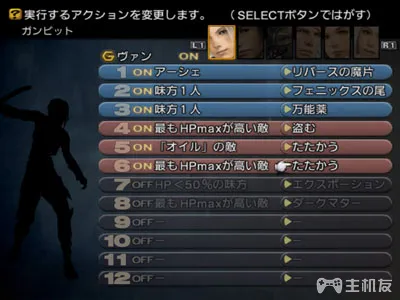 実行するアクションを変更します。　（SELECTボタンではがす）
ガンビット
L1 R1
G ヴァン ON
1 ON アーシェ リバースの魔片
2 ON 味方1人 フェニックスの尾
3 ON 味方1人 万能薬
4 ON 最もHPmaxが高い敵 盗む
5 ON 「オイル」の敵 たたかう
6 ON 最もHPmaxが高い敵 たたかう
7 OFF HP＜50％の味方 エクスポーション
8 OFF 最もHPmaxが高い敵 ダークマター
9 OFF –
10 OFF –
11 OFF –
12 OFF –
主机友